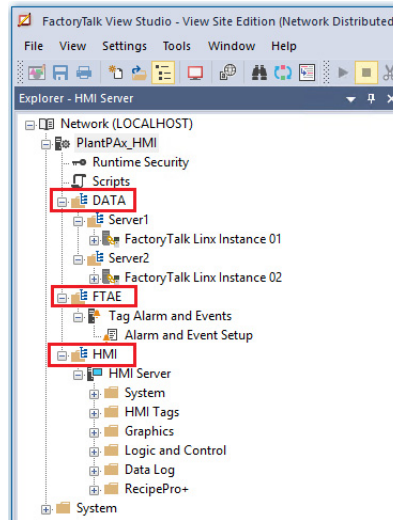 FactoryTalk View Studio - View Site Edition (Network Distributed
File View Settings Tools Window Help
Explorer - HMI Server
Network (LOCALHOST)
PlantPAx_HMI
Runtime Security
Scripts
DATA
Server1
FactoryTalk Linx Instance 01
Server2
FactoryTalk Linx Instance 02
FTAE
Tag Alarm and Events
Alarm and Event Setup
HMI
HMI Server
System
HMI Tags
Graphics
Logic and Control
Data Log
RecipePro+
System